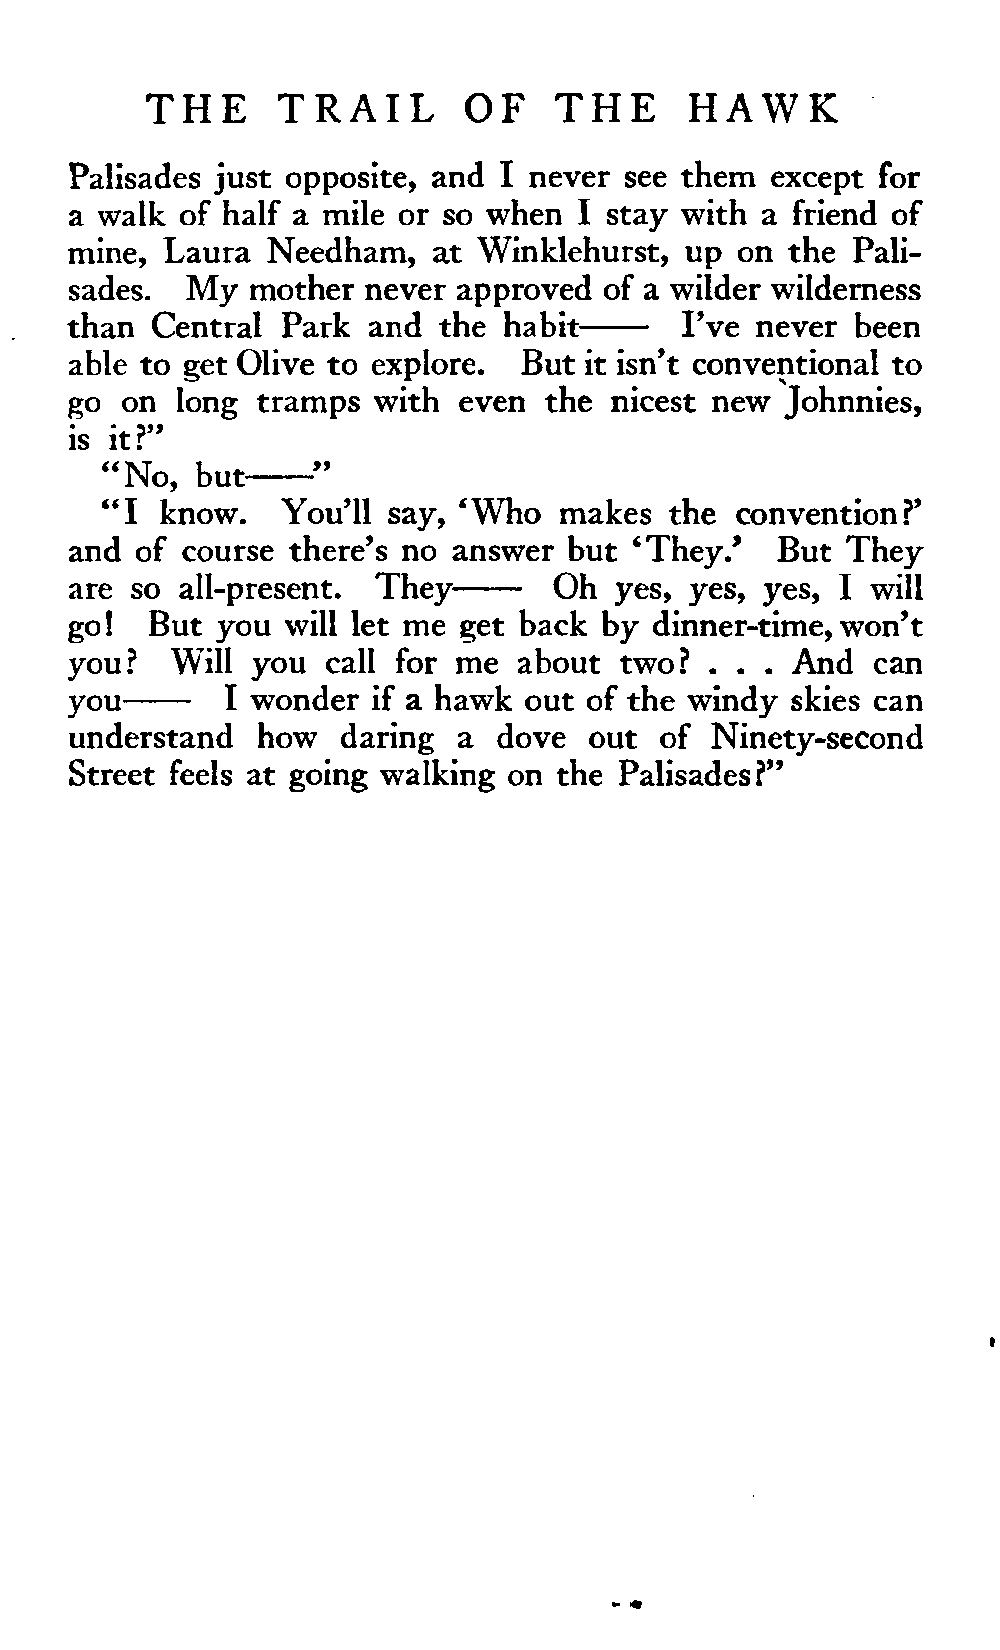 THE TRAIL OF THE HAWK
Palisades just opposite, and I never see them except for
a walk of half a mile or so when I stay with a friend of
mine, Laura Needham, at Winklehurst, up on the Pali-
sades. My mother never approved of a wilder wilderness
than Central Park and the habit—— I've never been
able to get Olive to explore. But it isn't conventional to
go on long tramps with even the nicest new Johnnies,
is it?"
"No, but——"
"I know. You'll say, 'Who makes the convention?'
and of course there's no answer but 'They.' But They
are so all-present. They—— Oh yes, yes, yes, I will
go! But you will let me get back by dinner-time, won't
you? Will you call for me about two? . . . And can
you—— I wonder if a hawk out of the windy skies can
understand how daring a dove out of Ninety-second
Street feels at going walking on the Palisades?"